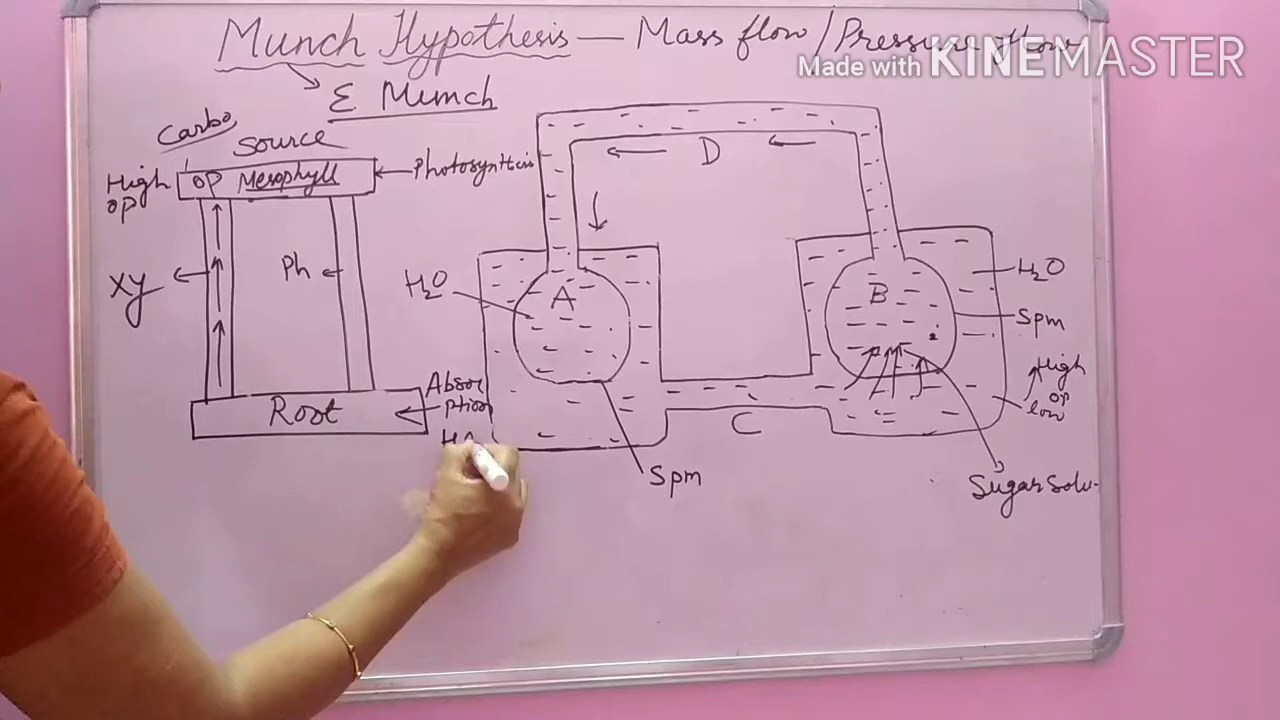 Munch Hypothesis — Mass flow / Pressure flow
Made with KINEMASTER
E Munch
Carbo.
Source
High
OP
OP Mesophyll
Photosynthesis
D
Xy
Ph
H₂O
A
B
H₂O
Spm
High
OP
low
Absor
ption
Root
C
Spm
Sugar Solu.